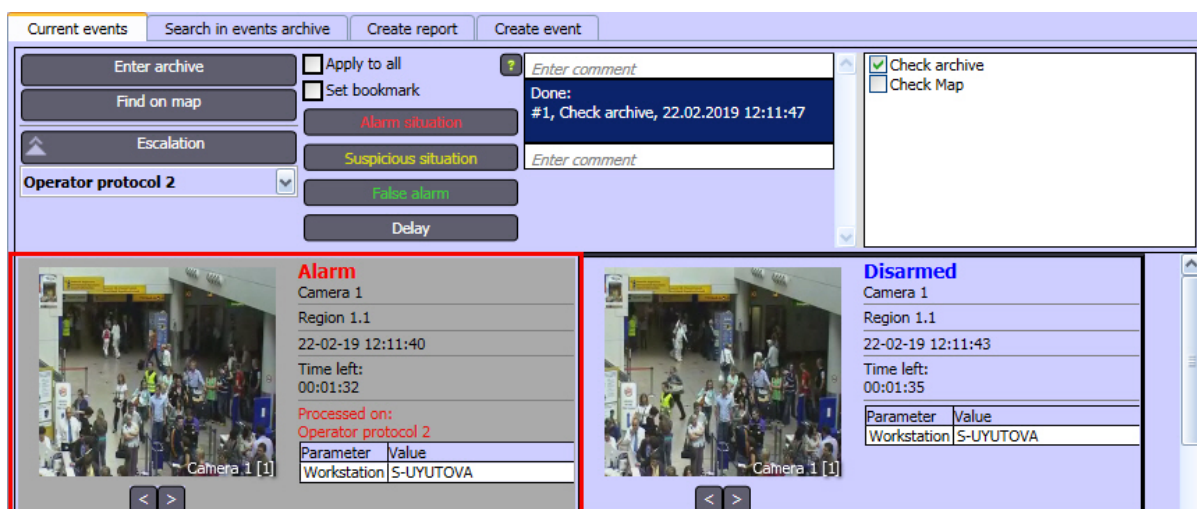 Current events
Search in events archive
Create report
Create event
Enter archive
Find on map
Escalation
Operator protocol 2
Apply to all
?
Set bookmark
Alarm situation
Suspicious situation
False alarm
Delay
Enter comment
Done:
#1, Check archive, 22.02.2019 12:11:47
Enter comment
Check archive
Check Map
Alarm
Camera 1
Region 1.1
22-02-19 12:11:40
Time left:
00:01:32
Processed on:
Operator protocol 2
Parameter Value
Workstation S-UYUTOVA
Camera 1 [1]
< >
Disarmed
Camera 1
Region 1.1
22-02-19 12:11:43
Time left:
00:01:35
Parameter Value
Workstation S-UYUTOVA
Camera 1 [1]
< >